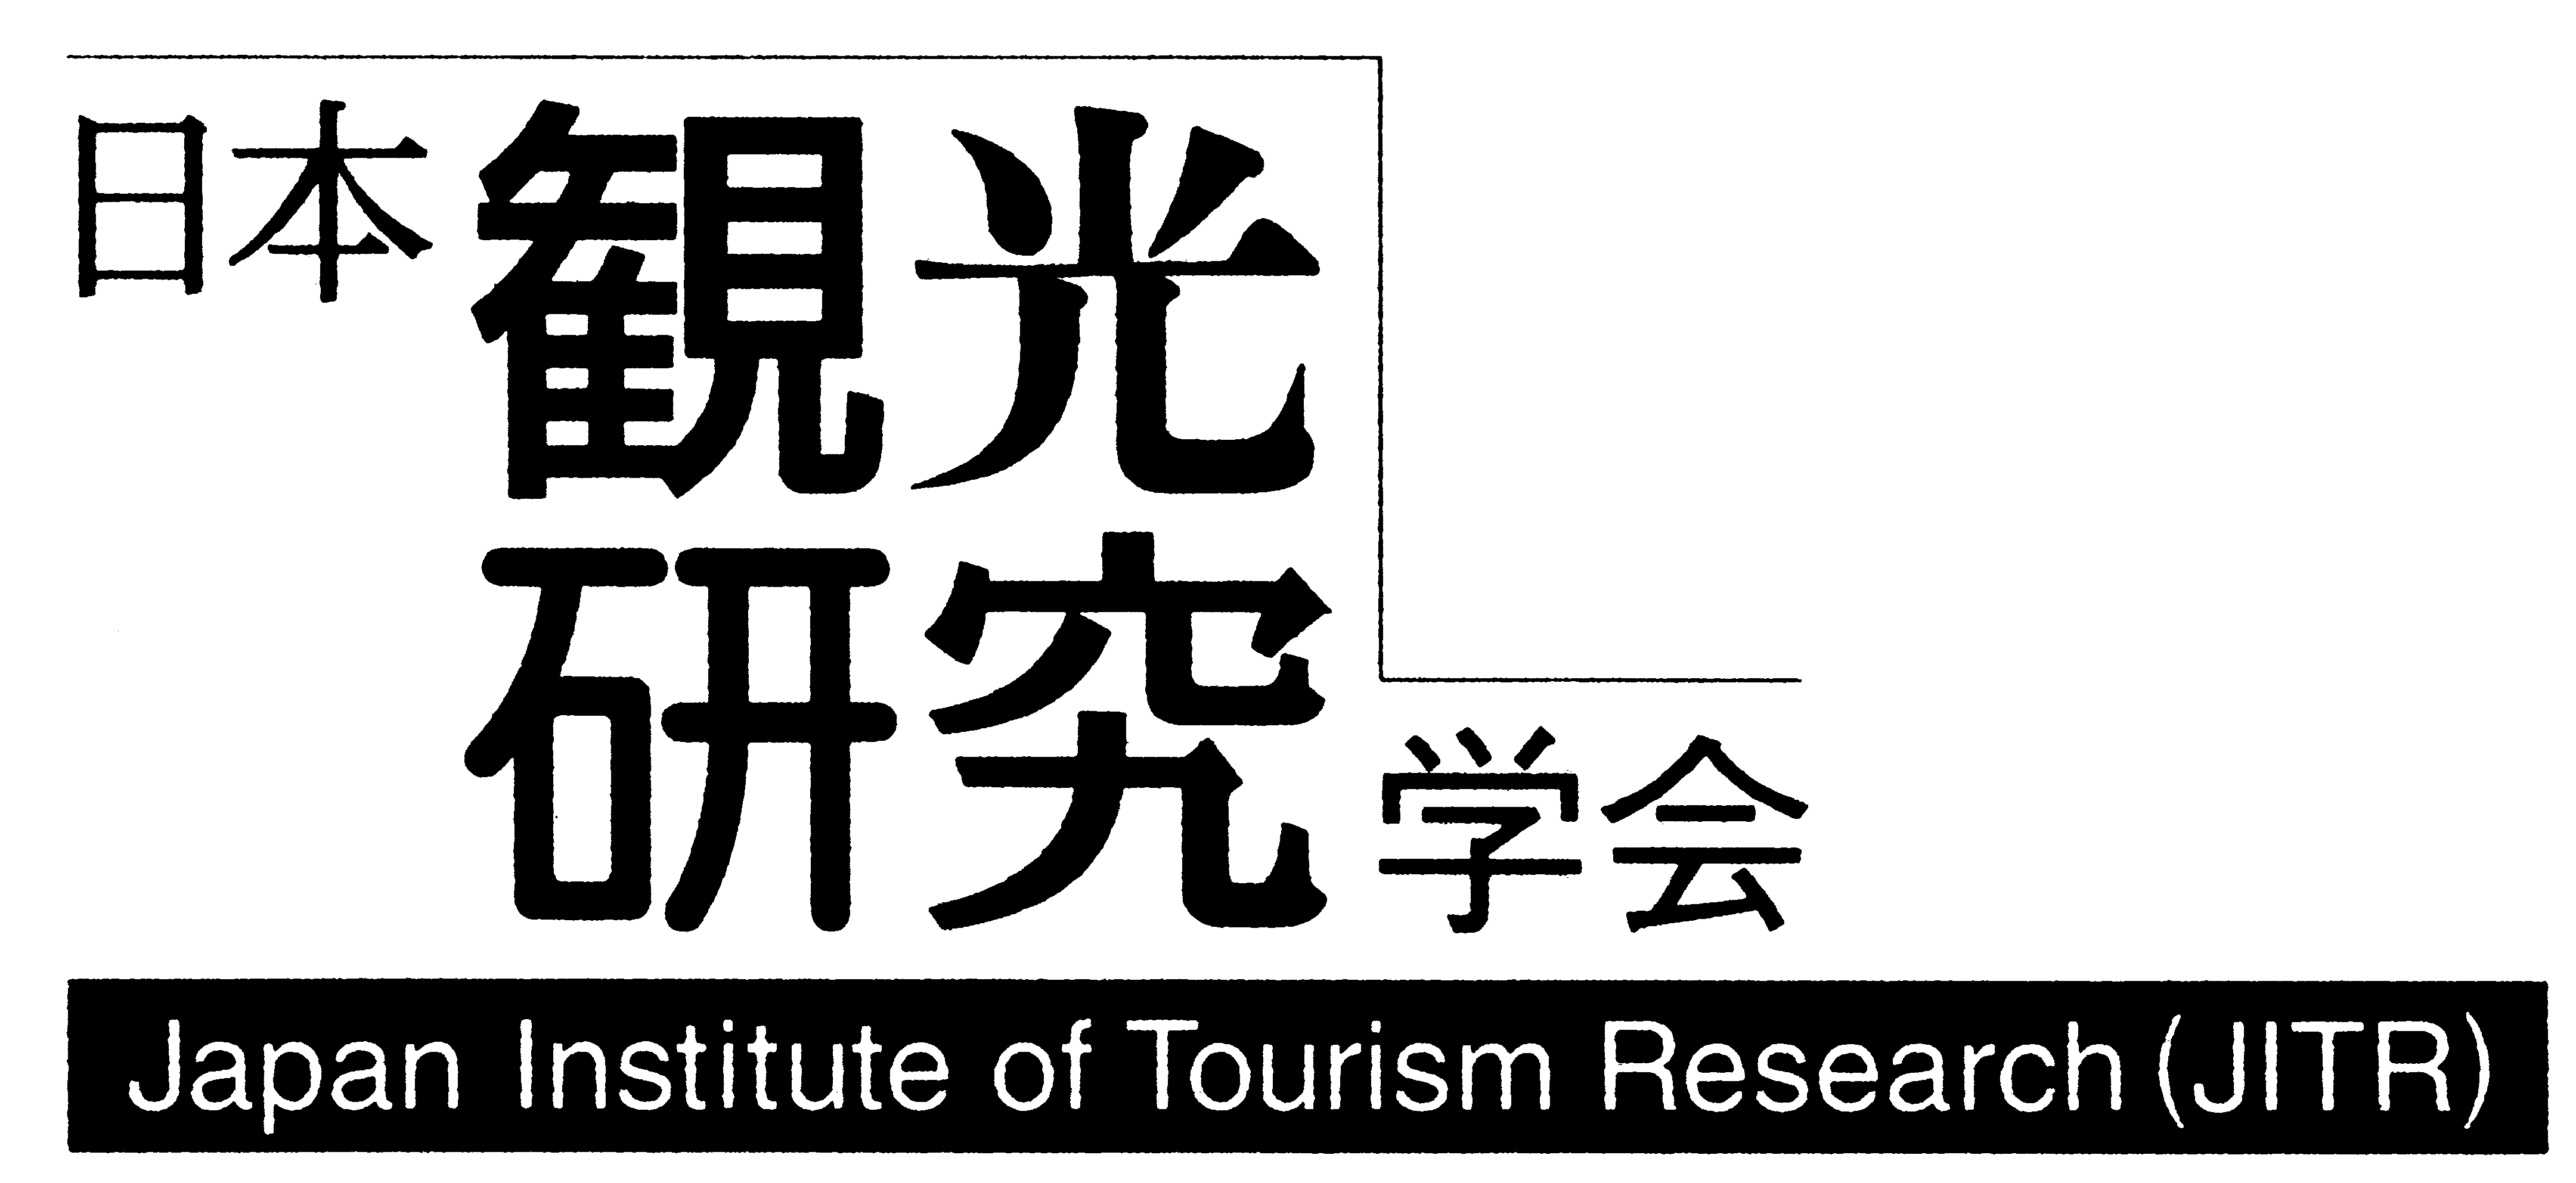 日本観光
研究学会
Japan Institute of Tourism Research (JITR)